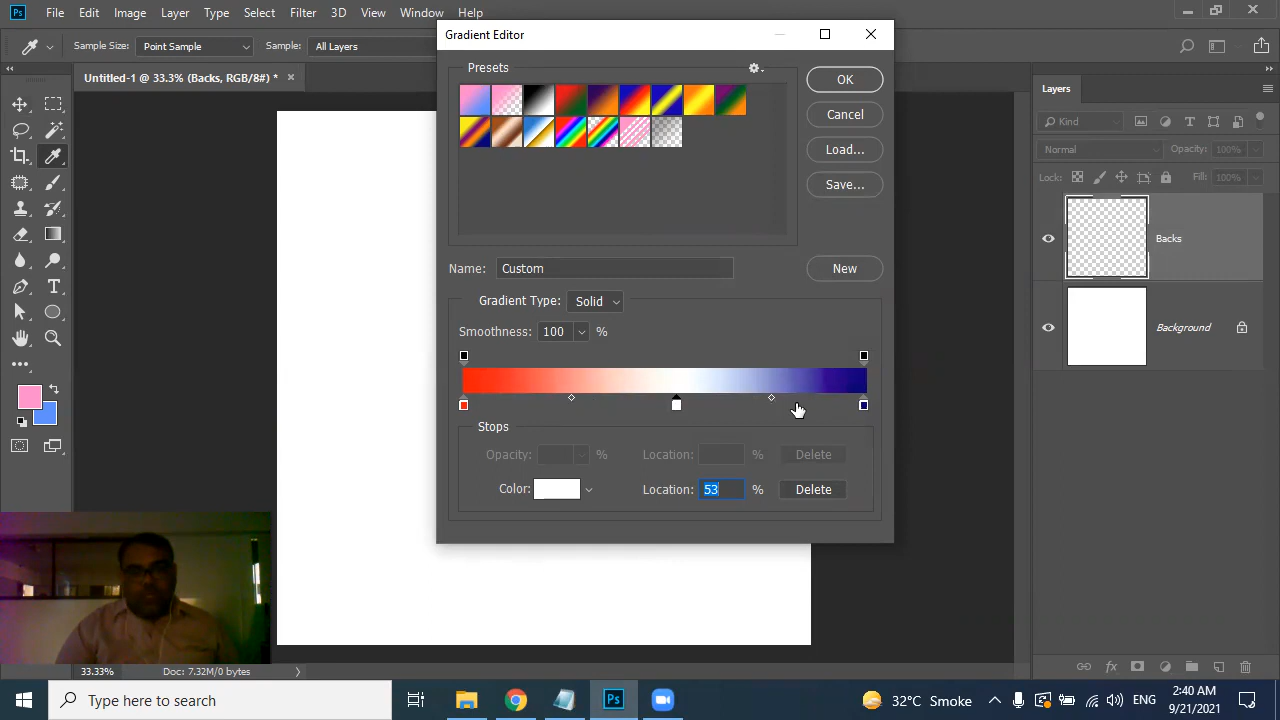 Ps File Edit Image Layer Type Select Filter 3D View Window Help
Sample Size: Point Sample Sample: All Layers
Untitled-1 @ 33.3% (Backs, RGB/8#) * ×
Gradient Editor
Presets
OK
Cancel
Load...
Save...
Name: Custom
New
Gradient Type: Solid
Smoothness: 100 %
Stops
Opacity: % Location: % Delete
Color: Location: 53 % Delete
Layers
Kind
Normal Opacity: 100%
Lock: Fill: 100%
Backs
Background
33.33% Doc: 7.32M/0 bytes
Type here to search
Ps
32°C Smoke
ENG
2:40 AM
9/21/2021